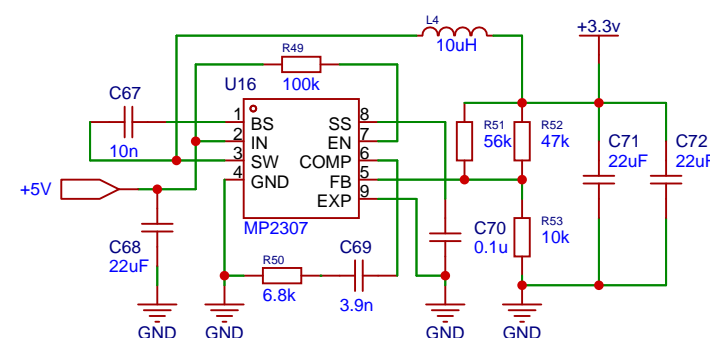 L4
10uH
+3.3v
R49
100k
U16
C67
10n
1 BS SS 8
2 IN EN 7
3 SW COMP 6
4 GND FB 5
EXP 9
MP2307
R51
56k
R52
47k
C71
22uF
C72
22uF
+5V
C68
22uF
R50
6.8k
C69
3.9n
C70
0.1u
R53
10k
GND
GND
GND
GND